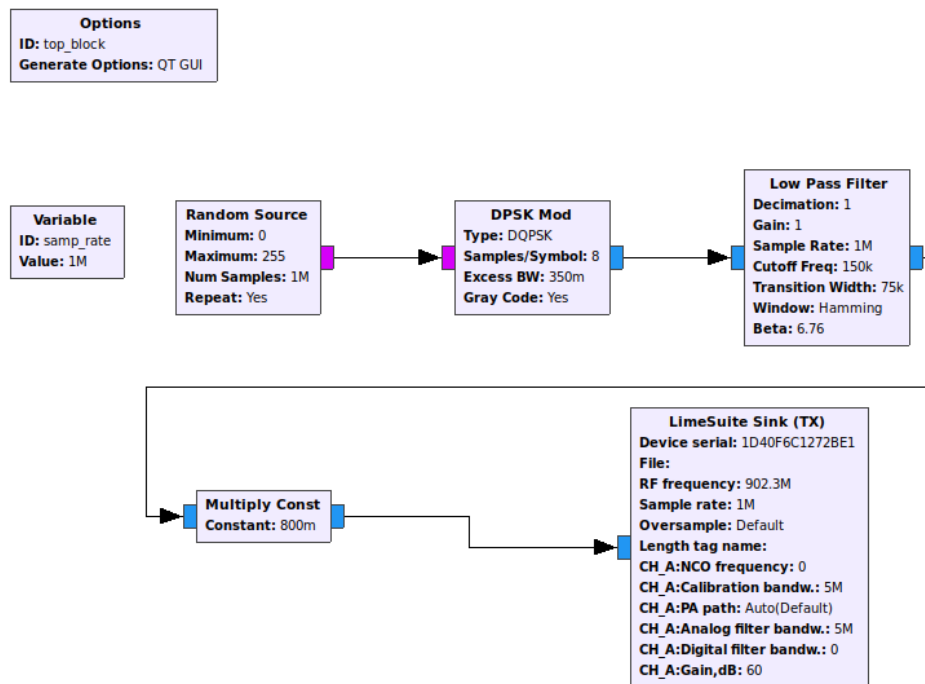 Options
ID: top_block
Generate Options: QT GUI
Variable
ID: samp_rate
Value: 1M
Random Source
Minimum: 0
Maximum: 255
Num Samples: 1M
Repeat: Yes
DPSK Mod
Type: DQPSK
Samples/Symbol: 8
Excess BW: 350m
Gray Code: Yes
Low Pass Filter
Decimation: 1
Gain: 1
Sample Rate: 1M
Cutoff Freq: 150k
Transition Width: 75k
Window: Hamming
Beta: 6.76
Multiply Const
Constant: 800m
LimeSuite Sink (TX)
Device serial: 1D40F6C1272BE1
File:
RF frequency: 902.3M
Sample rate: 1M
Oversample: Default
Length tag name:
CH_A:NCO frequency: 0
CH_A:Calibration bandw.: 5M
CH_A:PA path: Auto(Default)
CH_A:Analog filter bandw.: 5M
CH_A:Digital filter bandw.: 0
CH_A:Gain,dB: 60